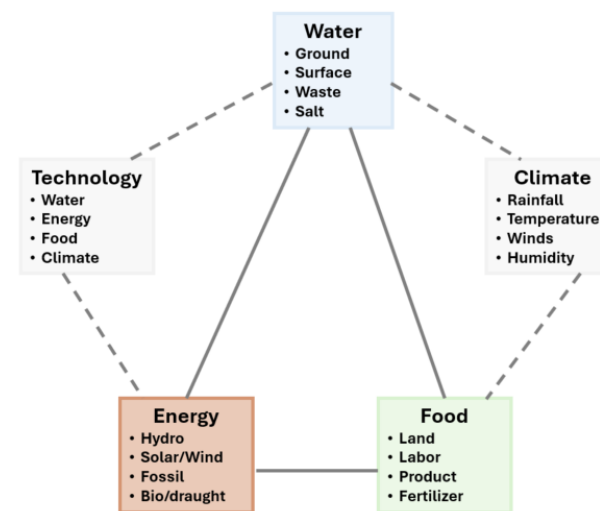 Water
• Ground
• Surface
• Waste
• Salt
Technology
• Water
• Energy
• Food
• Climate
Climate
• Rainfall
• Temperature
• Winds
• Humidity
Energy
• Hydro
• Solar/Wind
• Fossil
• Bio/draught
Food
• Land
• Labor
• Product
• Fertilizer